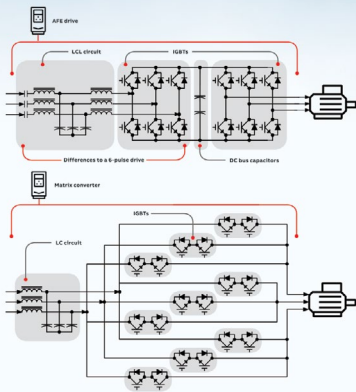 AFE drive
LCL circuit
IGBTs
Differences to a 6-pulse drive
DC bus capacitors
Matrix converter
IGBTs
LC circuit